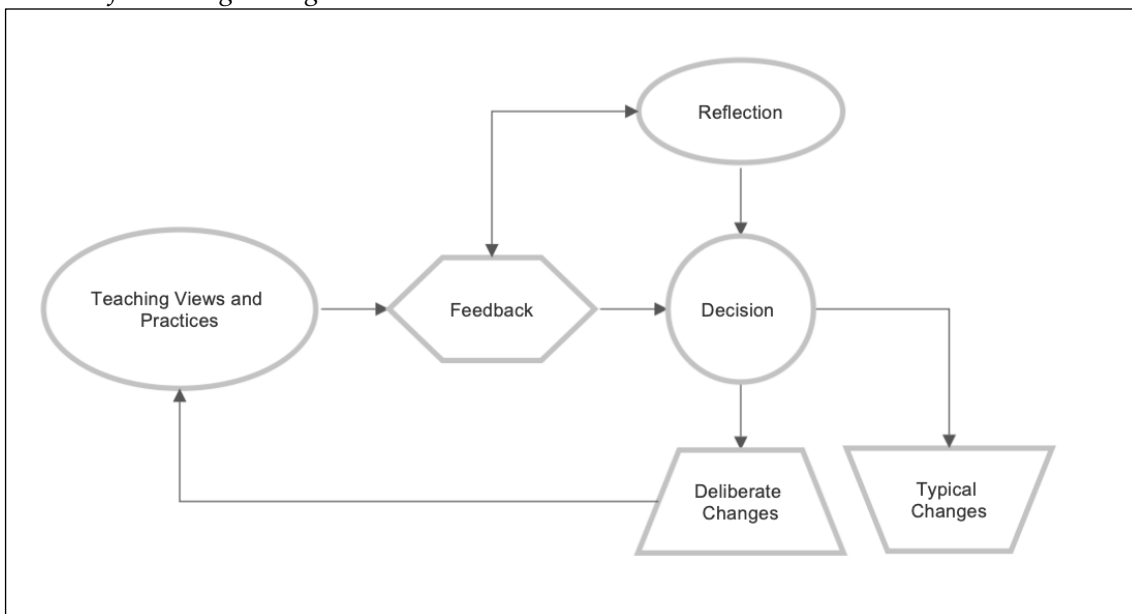 Reflection
Teaching Views and
Practices
Feedback
Decision
Deliberate
Changes
Typical
Changes